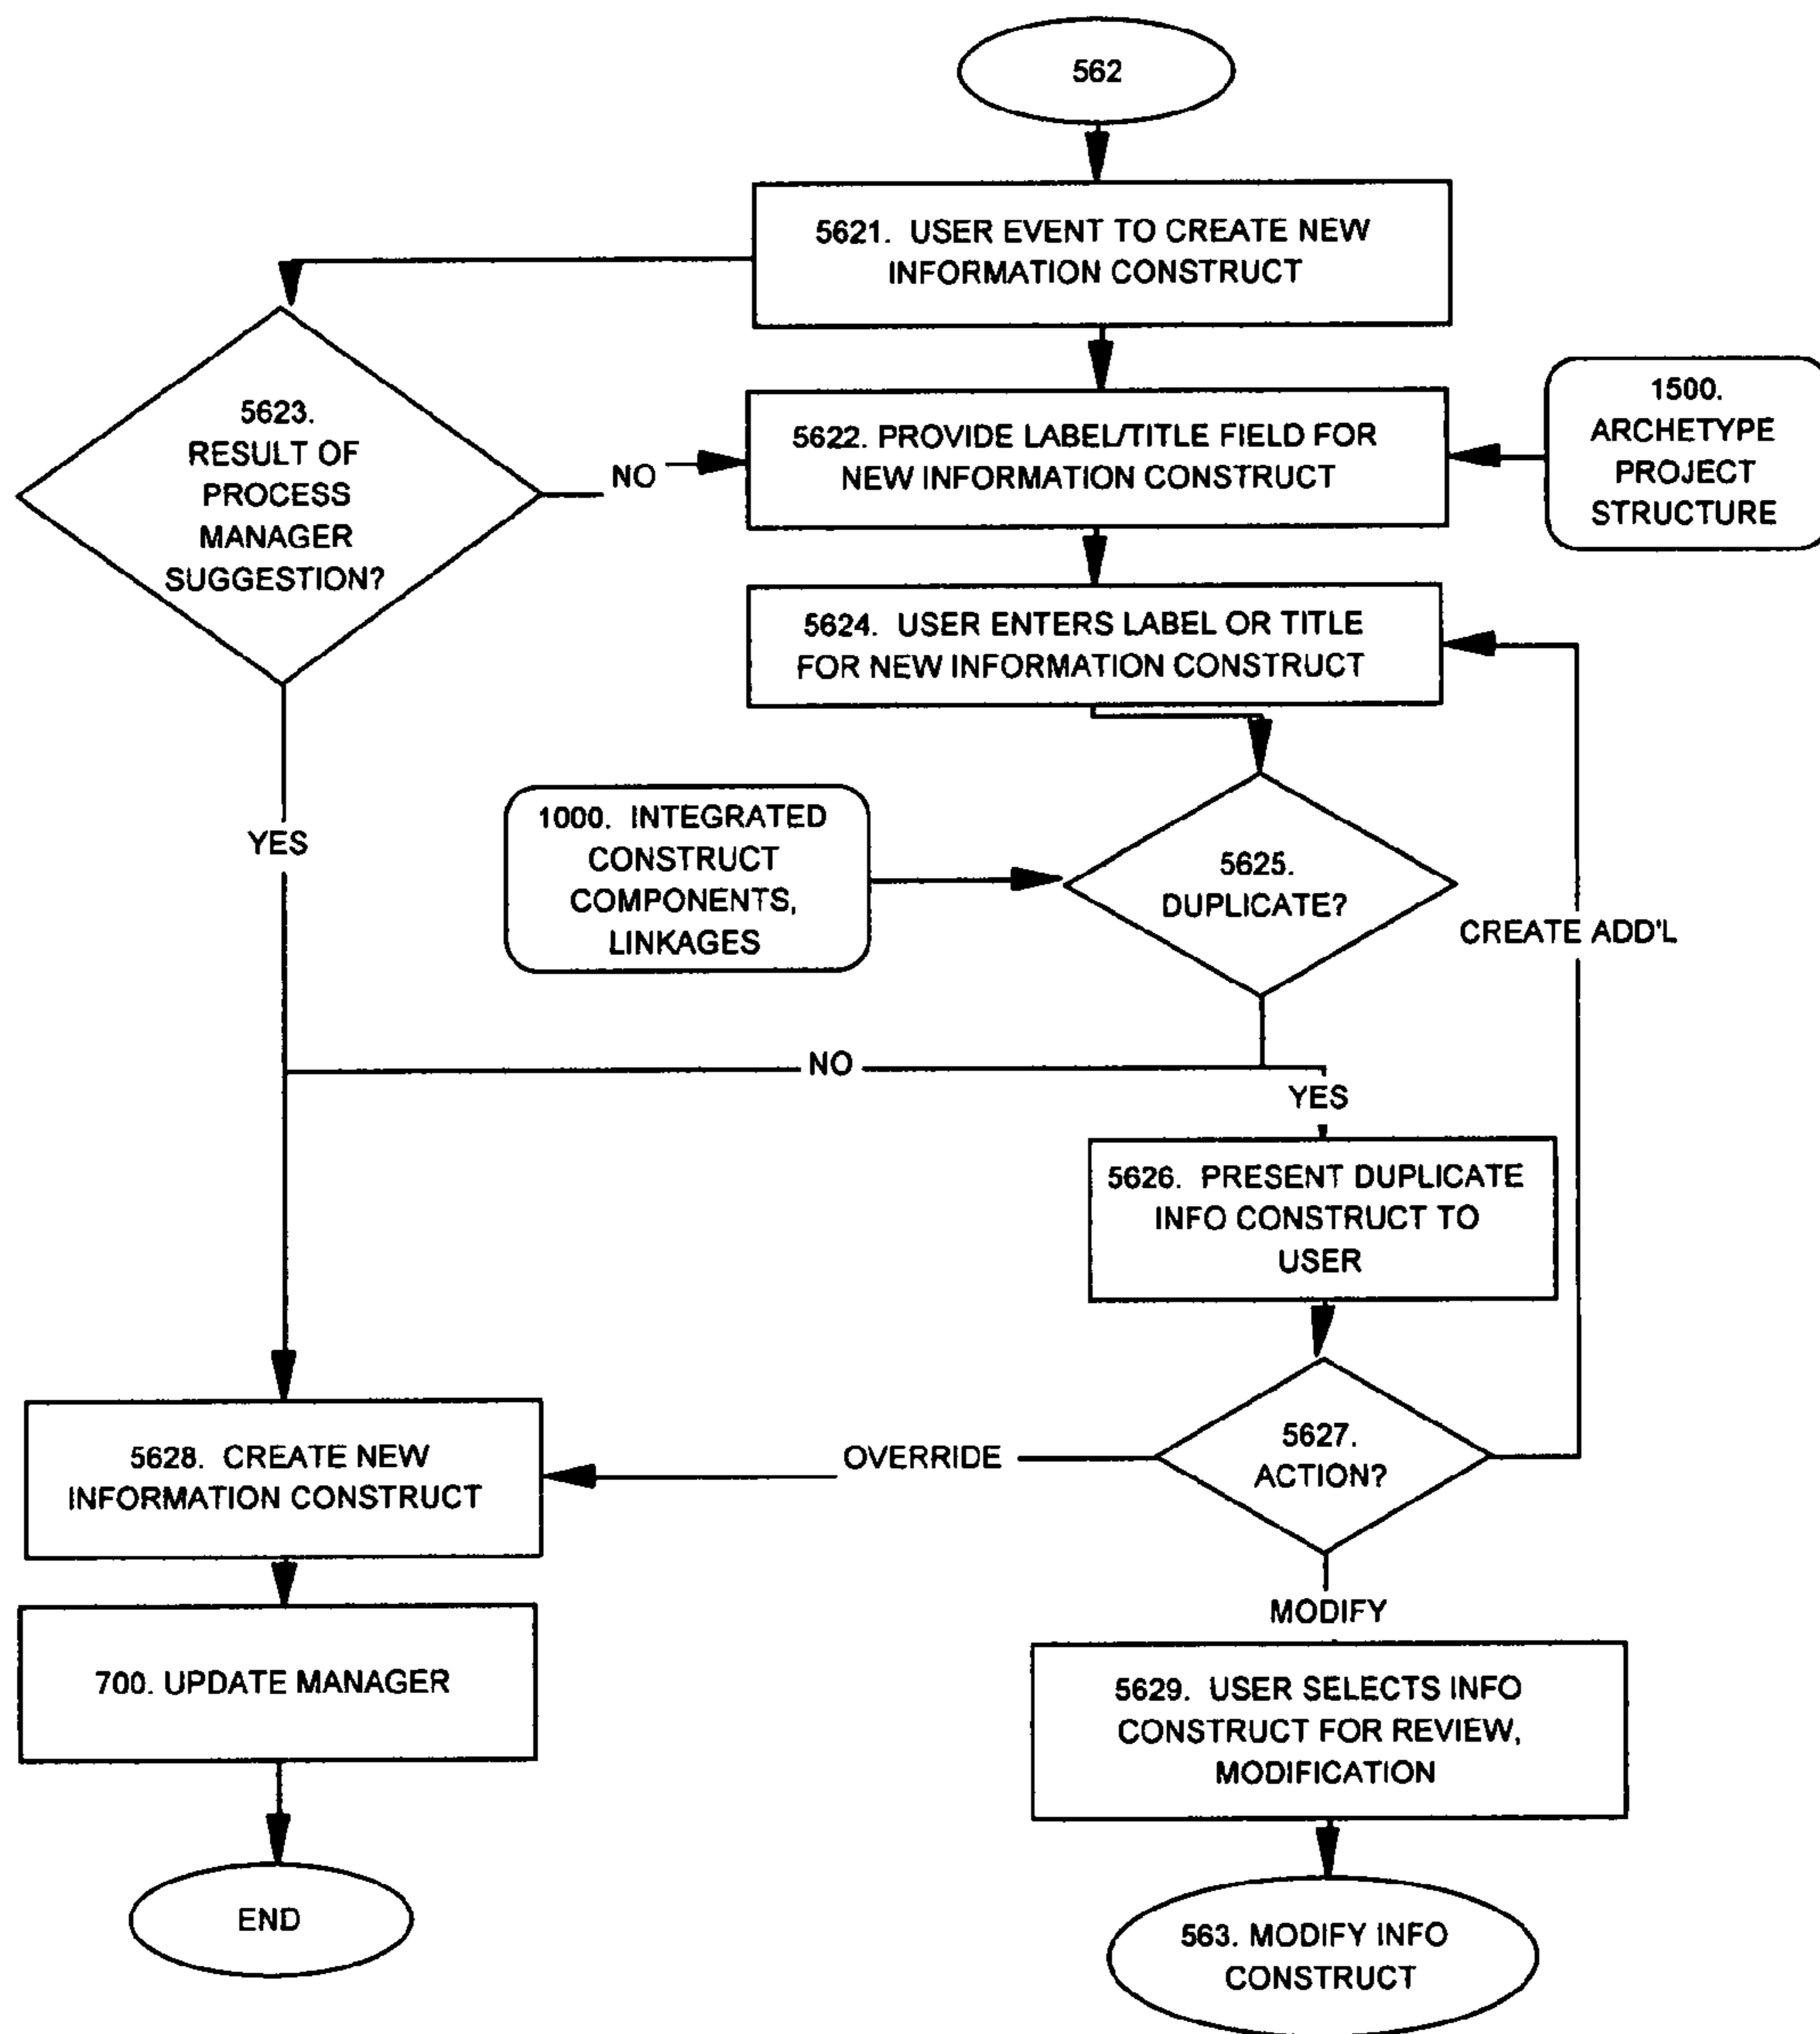 562
5621. USER EVENT TO CREATE NEW
INFORMATION CONSTRUCT
5623.
RESULT OF
PROCESS
MANAGER
SUGGESTION?
NO
5622. PROVIDE LABEL/TITLE FIELD FOR
NEW INFORMATION CONSTRUCT
1500.
ARCHETYPE
PROJECT
STRUCTURE
5624. USER ENTERS LABEL OR TITLE
FOR NEW INFORMATION CONSTRUCT
YES
1000. INTEGRATED
CONSTRUCT
COMPONENTS,
LINKAGES
5625.
DUPLICATE?
CREATE ADD'L
NO
YES
5626. PRESENT DUPLICATE
INFO CONSTRUCT TO
USER
5628. CREATE NEW
INFORMATION CONSTRUCT
OVERRIDE
5627.
ACTION?
MODIFY
700. UPDATE MANAGER
5629. USER SELECTS INFO
CONSTRUCT FOR REVIEW,
MODIFICATION
END
563. MODIFY INFO
CONSTRUCT